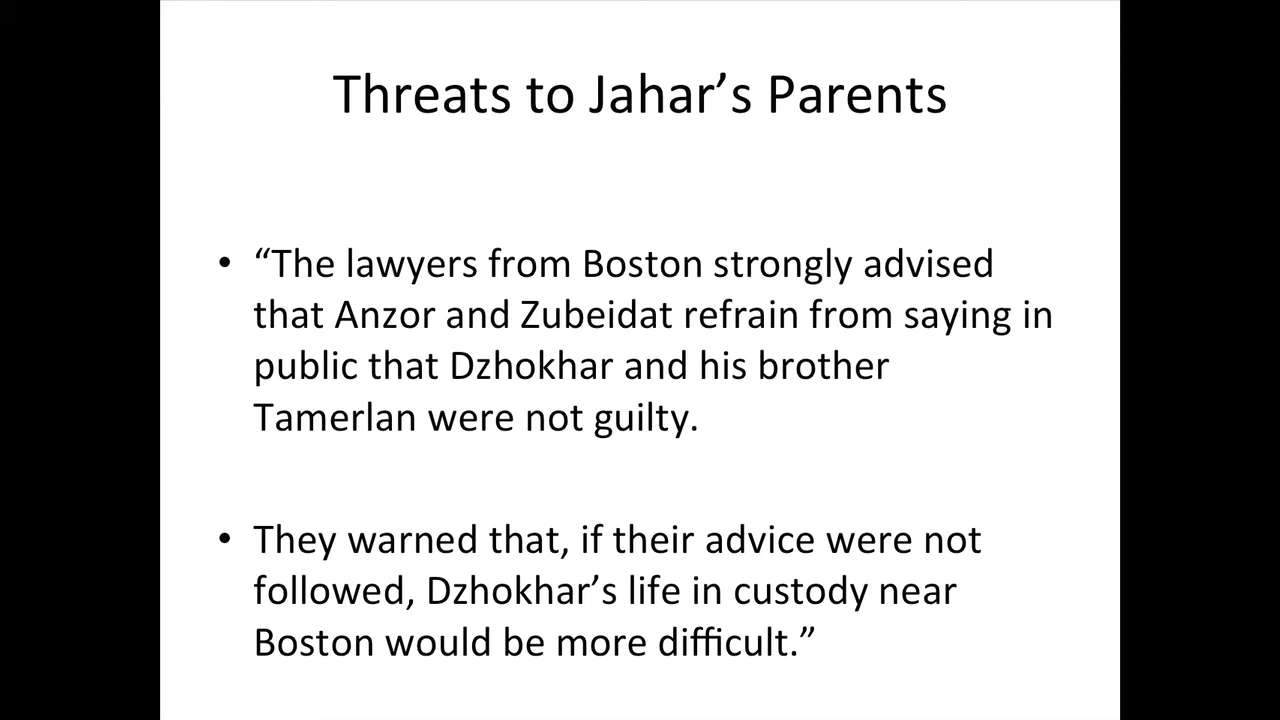 Threats to Jahar’s Parents
• “The lawyers from Boston strongly advised
that Anzor and Zubeidat refrain from saying in
public that Dzhokhar and his brother
Tamerlan were not guilty.
• They warned that, if their advice were not
followed, Dzhokhar’s life in custody near
Boston would be more difficult.”